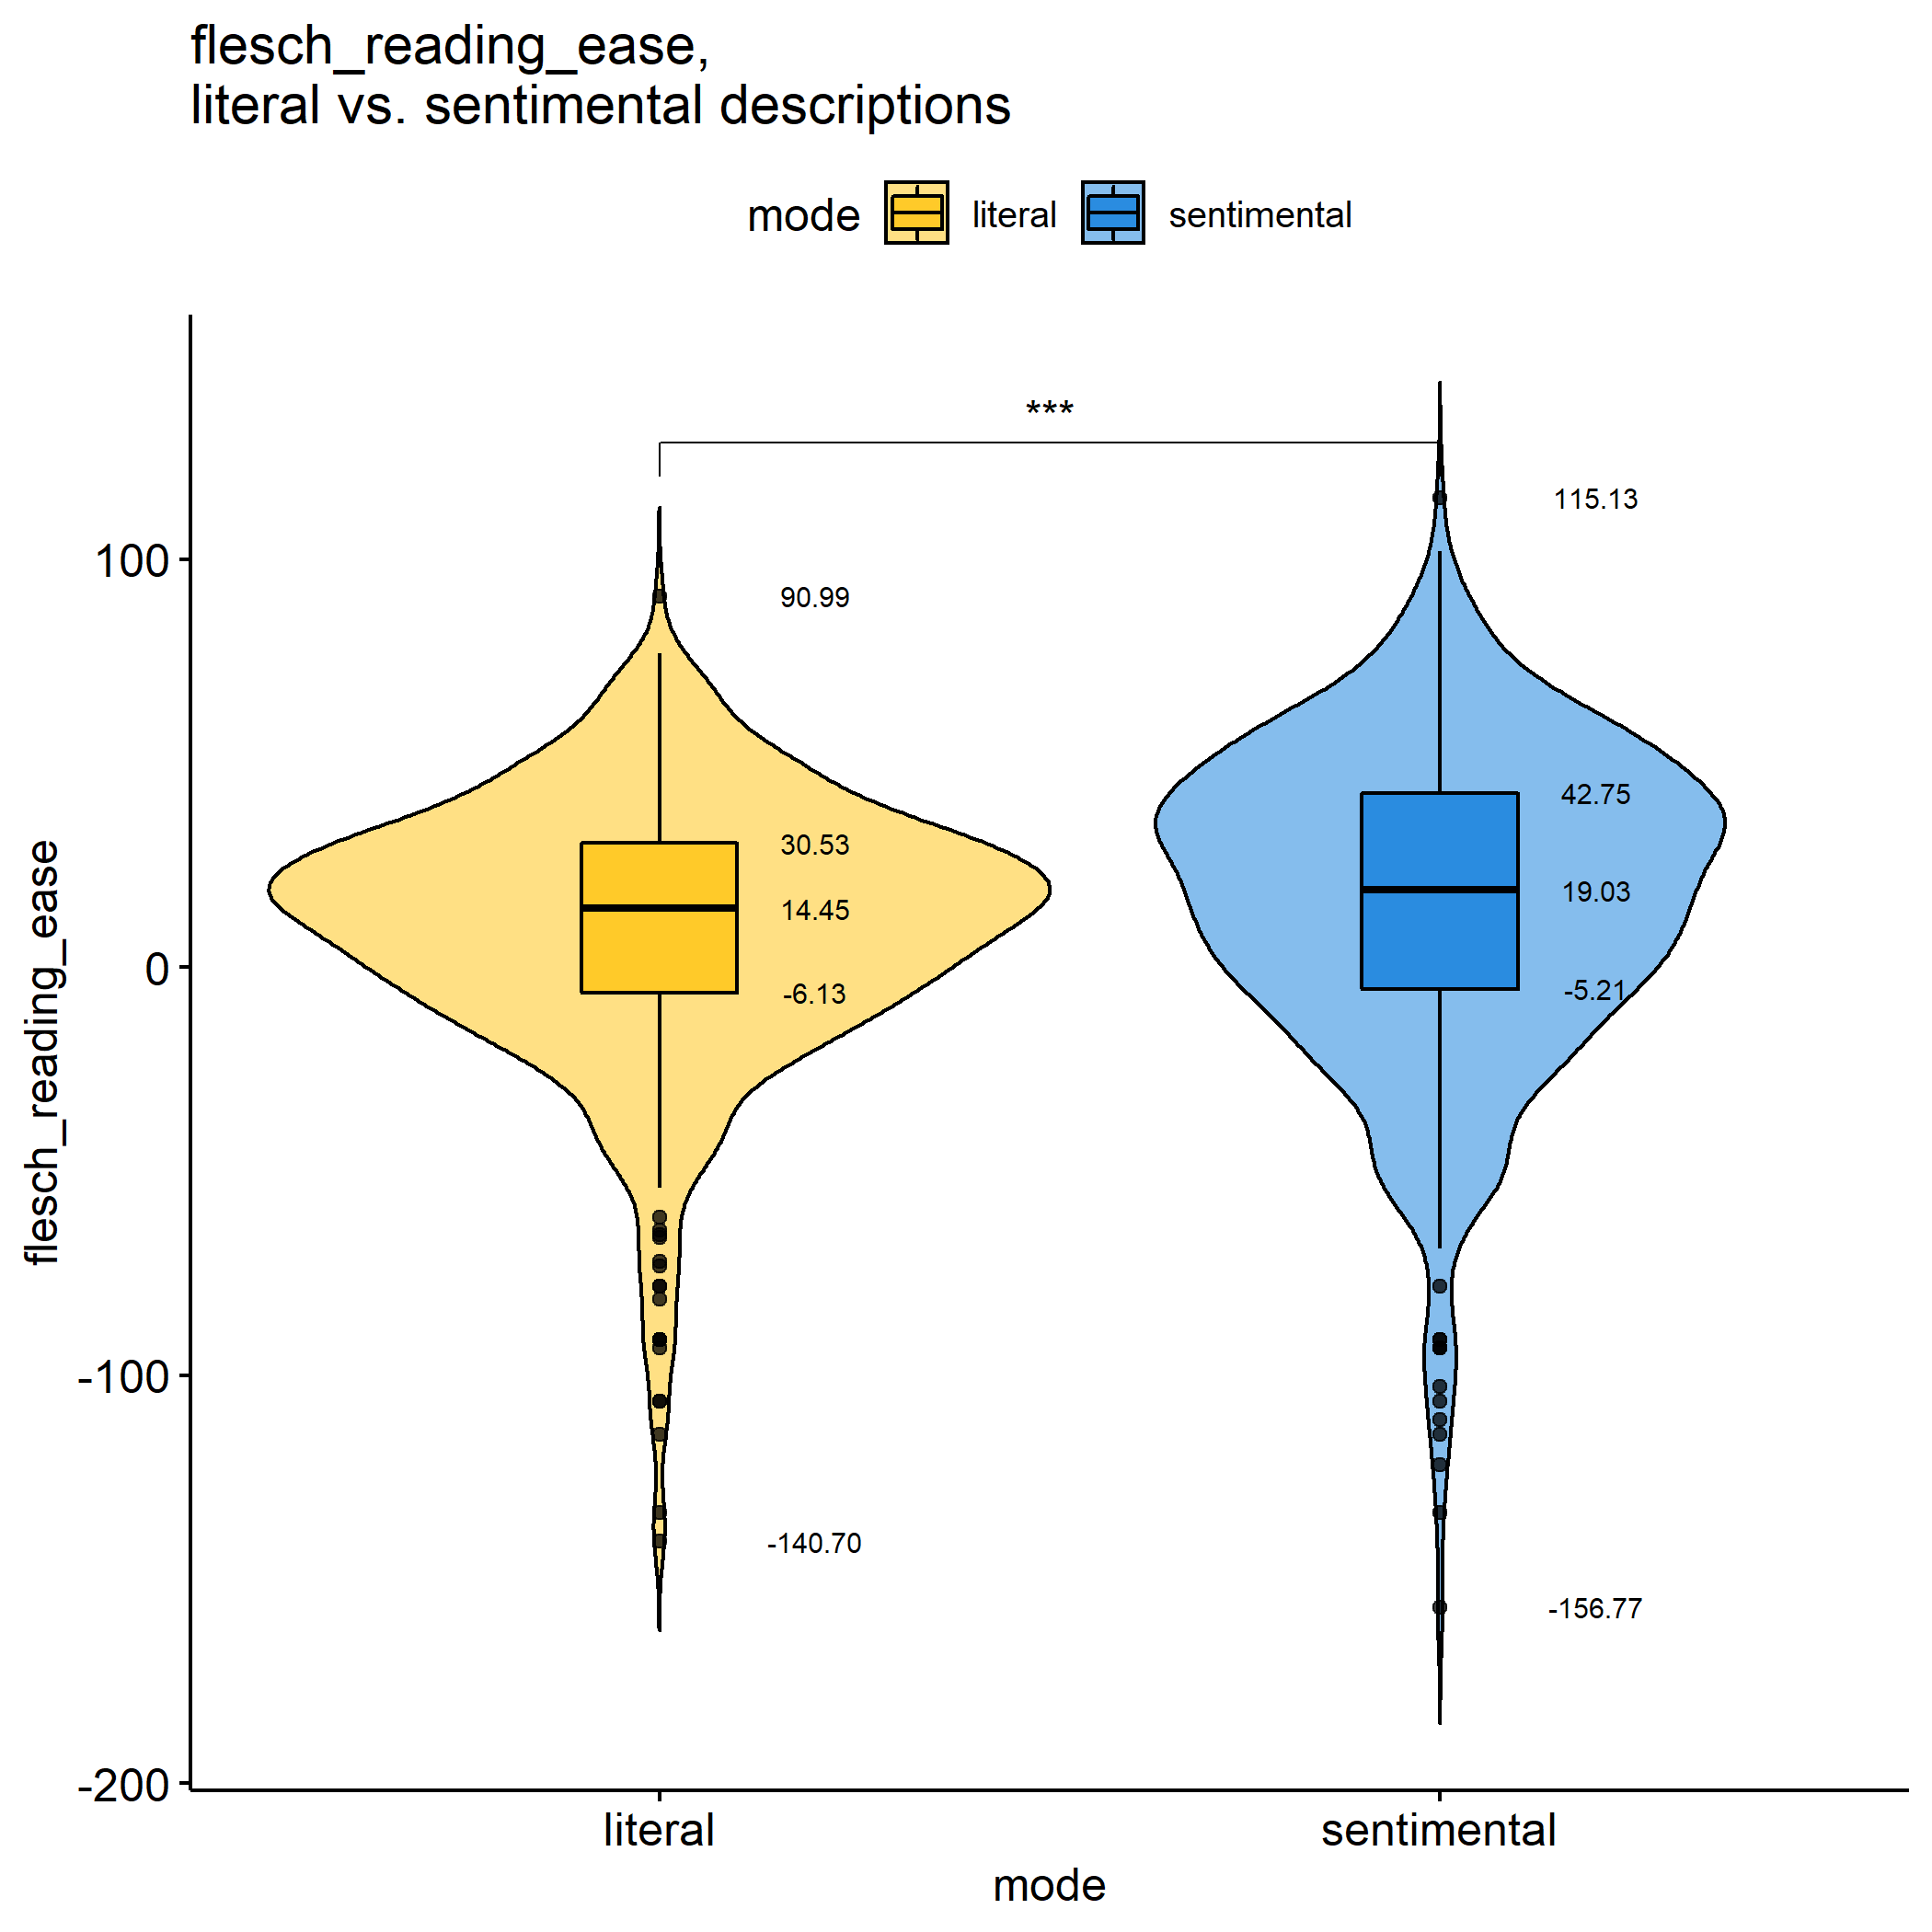 flesch_reading_ease,
literal vs. sentimental descriptions
mode literal sentimental
***
115.13
100
90.99
42.75
30.53
19.03
14.45
flesch_reading_ease
0
-5.21
-6.13
-100
-140.70
-156.77
-200
literal sentimental
mode